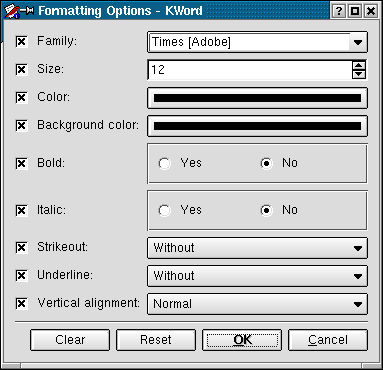 Formatting Options - KWord
Family: Times [Adobe]
Size: 12
Color:
Background color:
Bold: Yes No
Italic: Yes No
Strikeout: Without
Underline: Without
Vertical alignment: Normal
Clear Reset OK Cancel